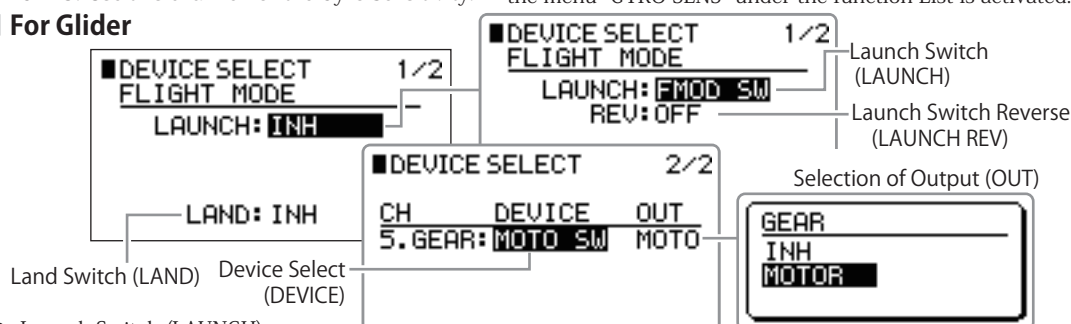 the menu "GYRO SENS" under the function List is activated.
For Glider
■DEVICE SELECT 1/2
FLIGHT MODE
LAUNCH: INH
LAND: INH
■DEVICE SELECT 1/2
FLIGHT MODE
LAUNCH: FMOD SW
REV: OFF
Launch Switch
(LAUNCH)
Launch Switch Reverse
(LAUNCH REV)
■DEVICE SELECT 2/2
CH DEVICE OUT
5.GEAR: MOTO SW MOTO
Selection of Output (OUT)
GEAR
INH
MOTOR
Land Switch (LAND)
Device Select
(DEVICE)
Launch Switch (LAUNCH)